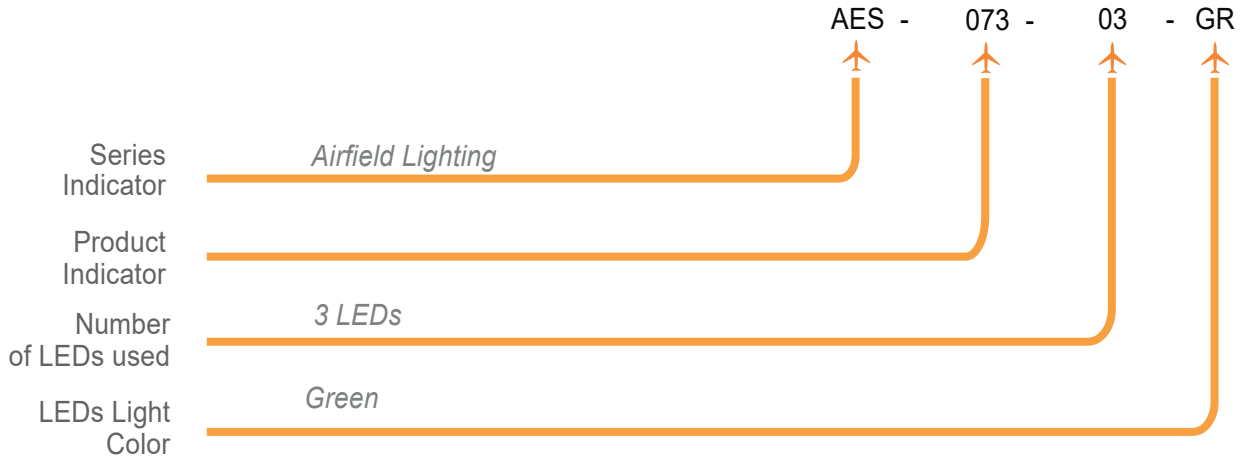 AES - 073 - 03 - GR
Series
Indicator
Airfield Lighting
Product
Indicator
Number
of LEDs used
3 LEDs
LEDs Light
Color
Green